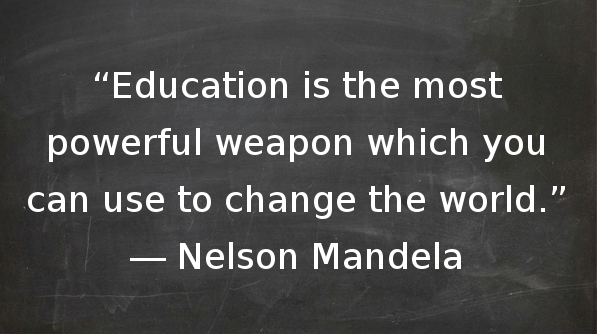 “Education is the most
powerful weapon which you
can use to change the world.”
― Nelson Mandela